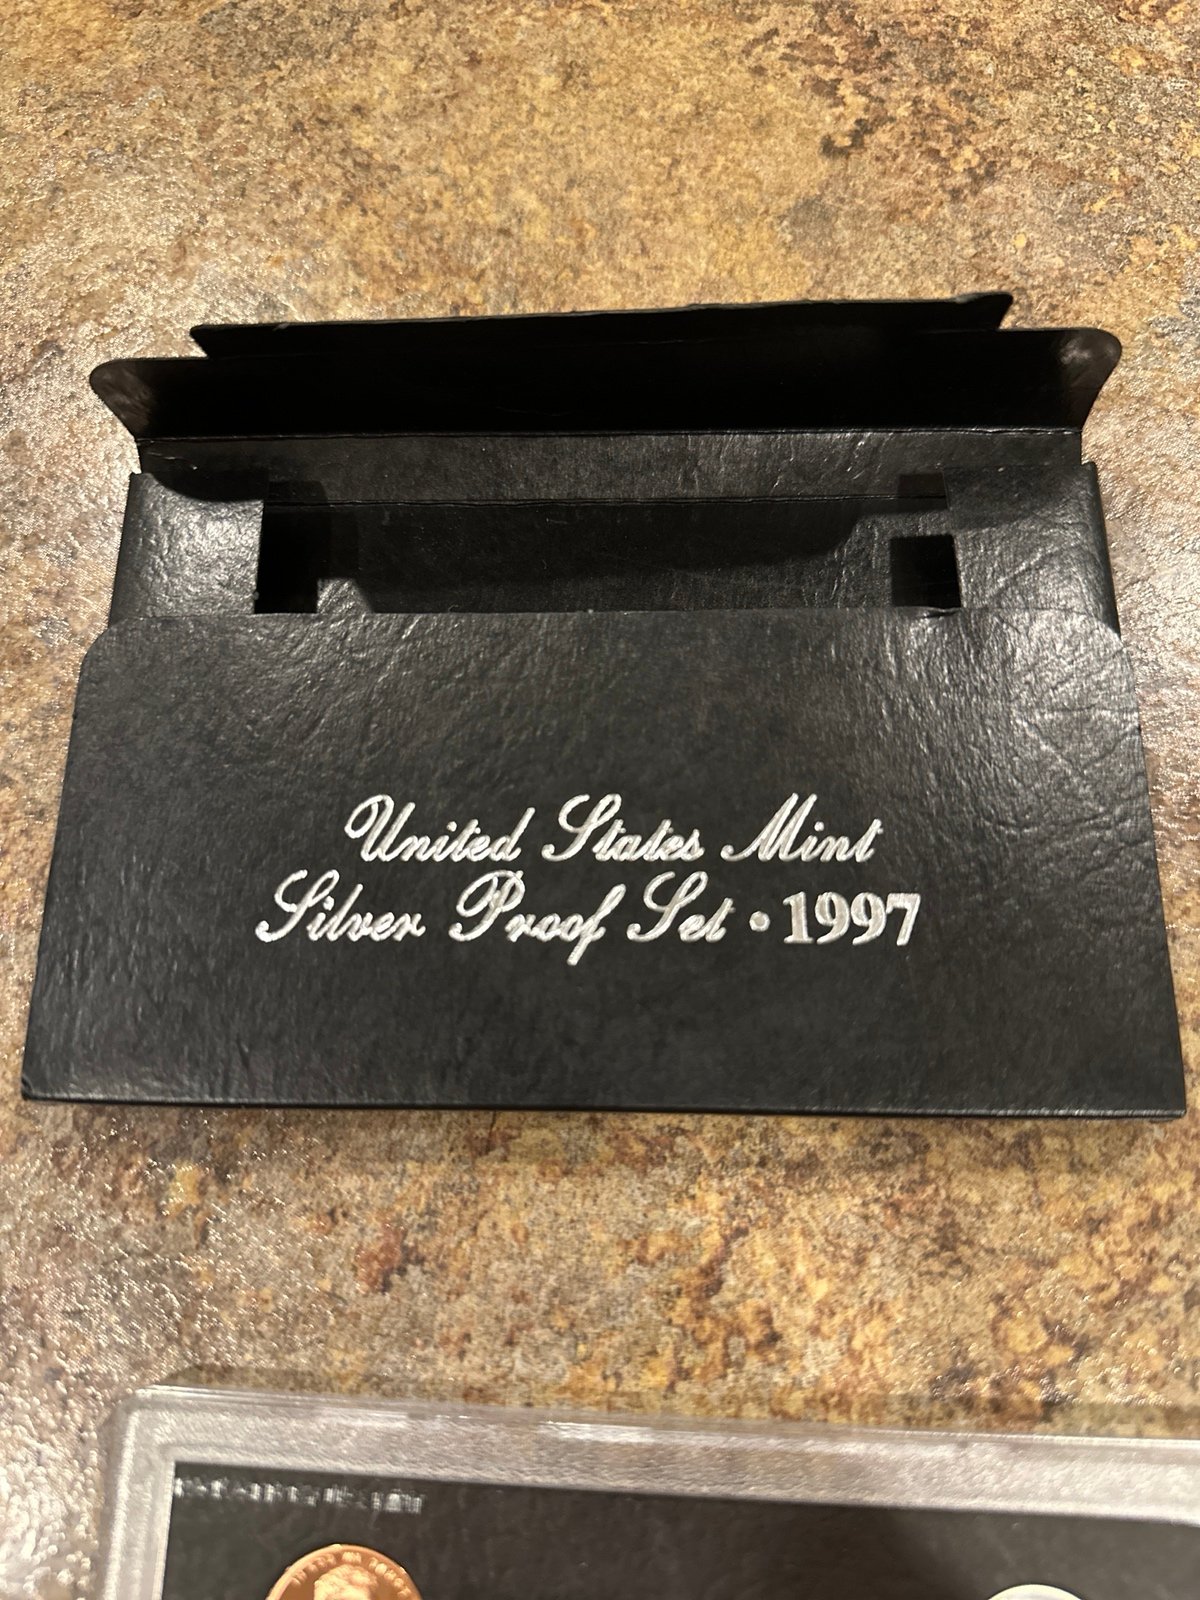 United States Mint
Silver Proof Set • 1997